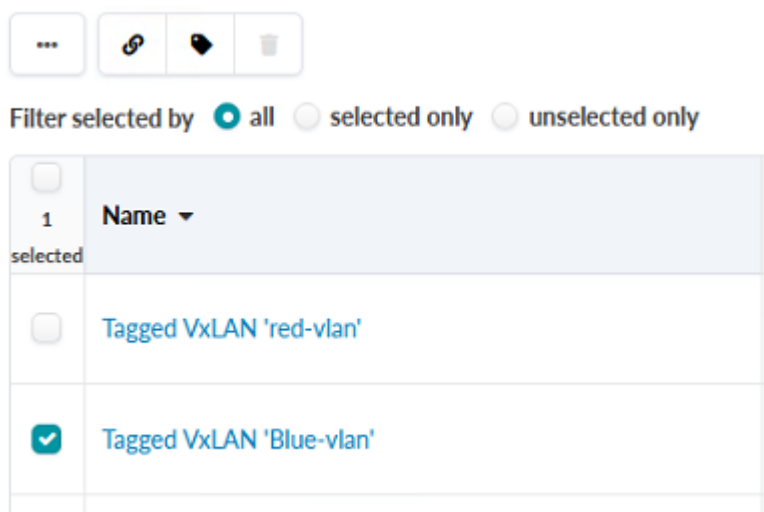 Filter selected by all selected only unselected only
1
selected
Name
Tagged VxLAN 'red-vlan'
Tagged VxLAN 'Blue-vlan'